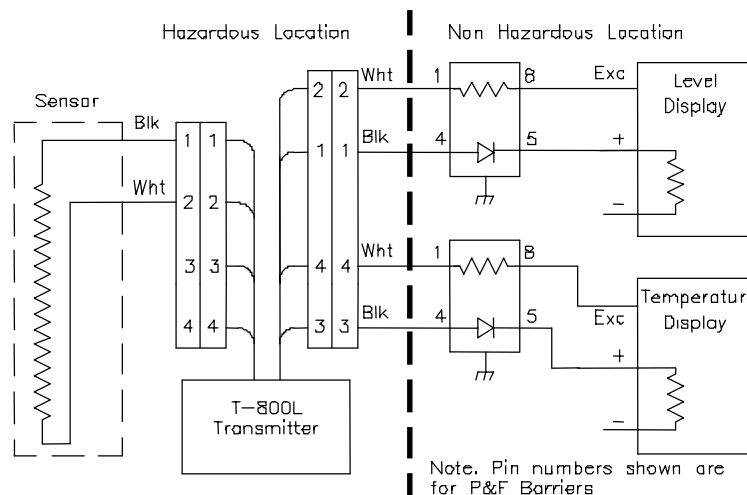 Hazardous Location
Non Hazardous Location
Sensor
Blk
Wht
1 1
2 2
3 3
4 4
2 2
1 1
4 4
3 3
Wht
Blk
Wht
Blk
T-800L
Transmitter
1 8
4 5
Exc
Level
Display
+
-
1 8
4 5
Exc
Temperatur
Display
+
-
Note. Pin numbers shown are
for P&F Barriers